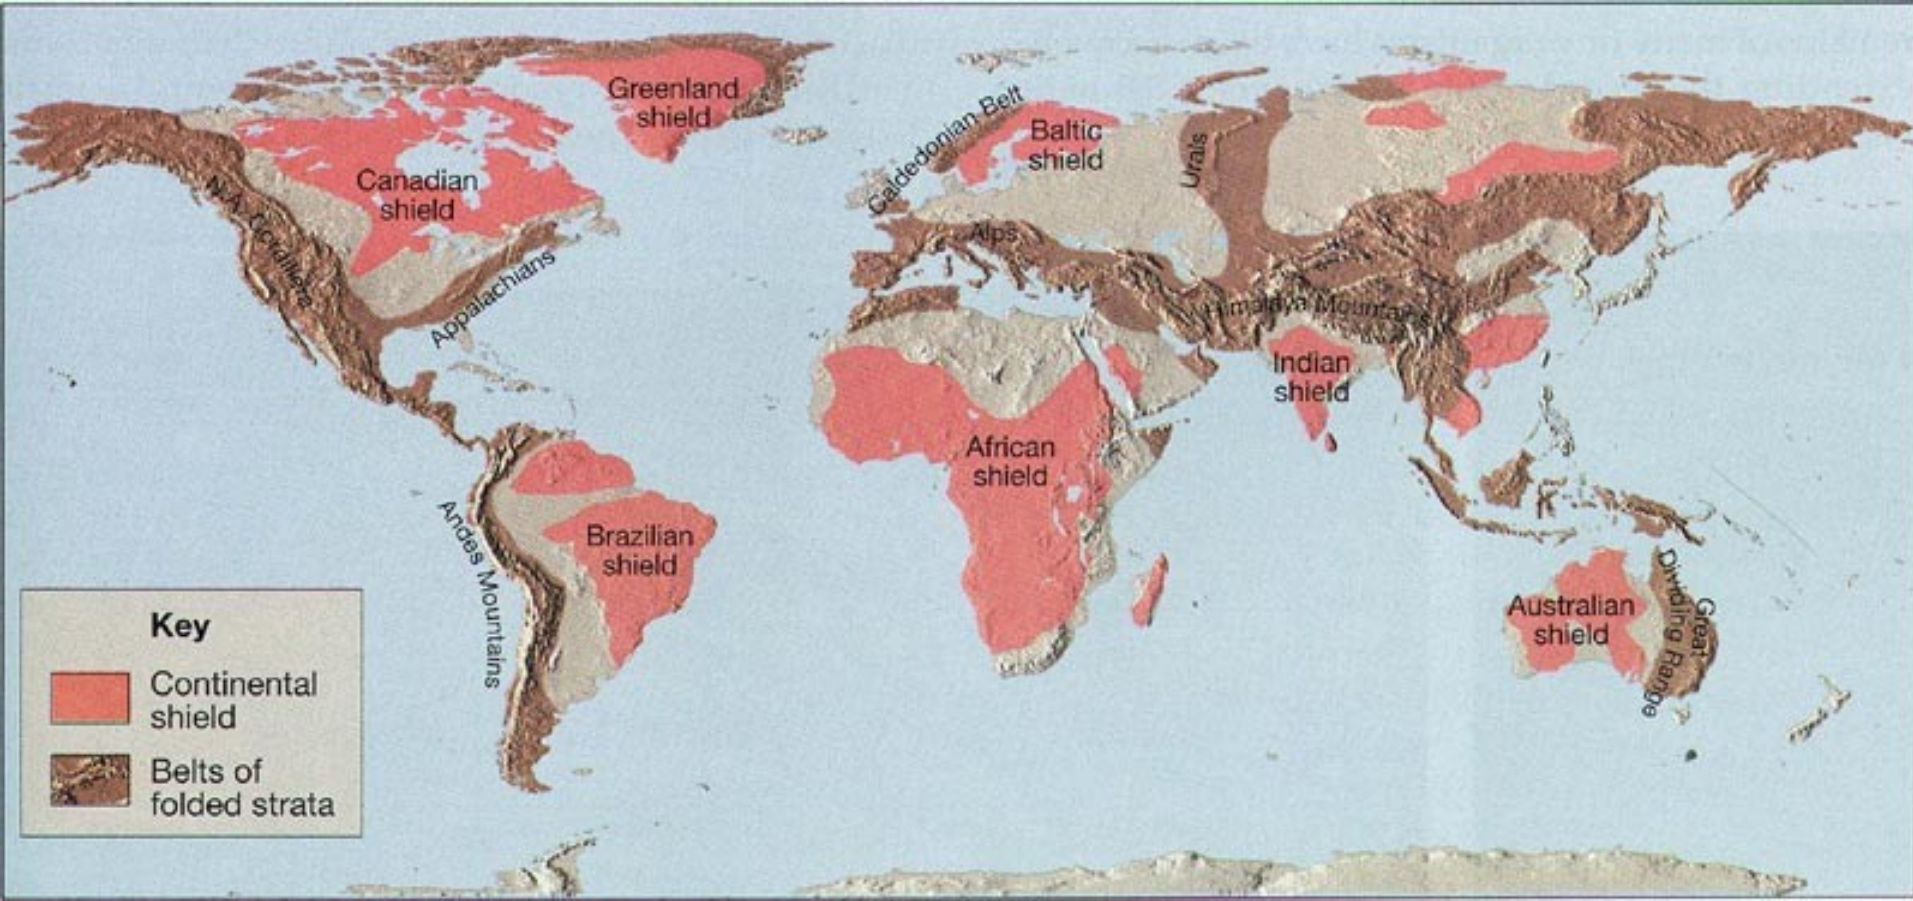 Greenland
shield
Canadian
shield
N.A. Cordillera
Appalachians
Caldedonian Belt
Baltic
shield
Urals
Alps
Himalaya Mountains
Indian
shield
African
shield
Andes Mountains
Brazilian
shield
Australian
shield
Great
Dividing Range
Key
Continental
shield
Belts of
folded strata